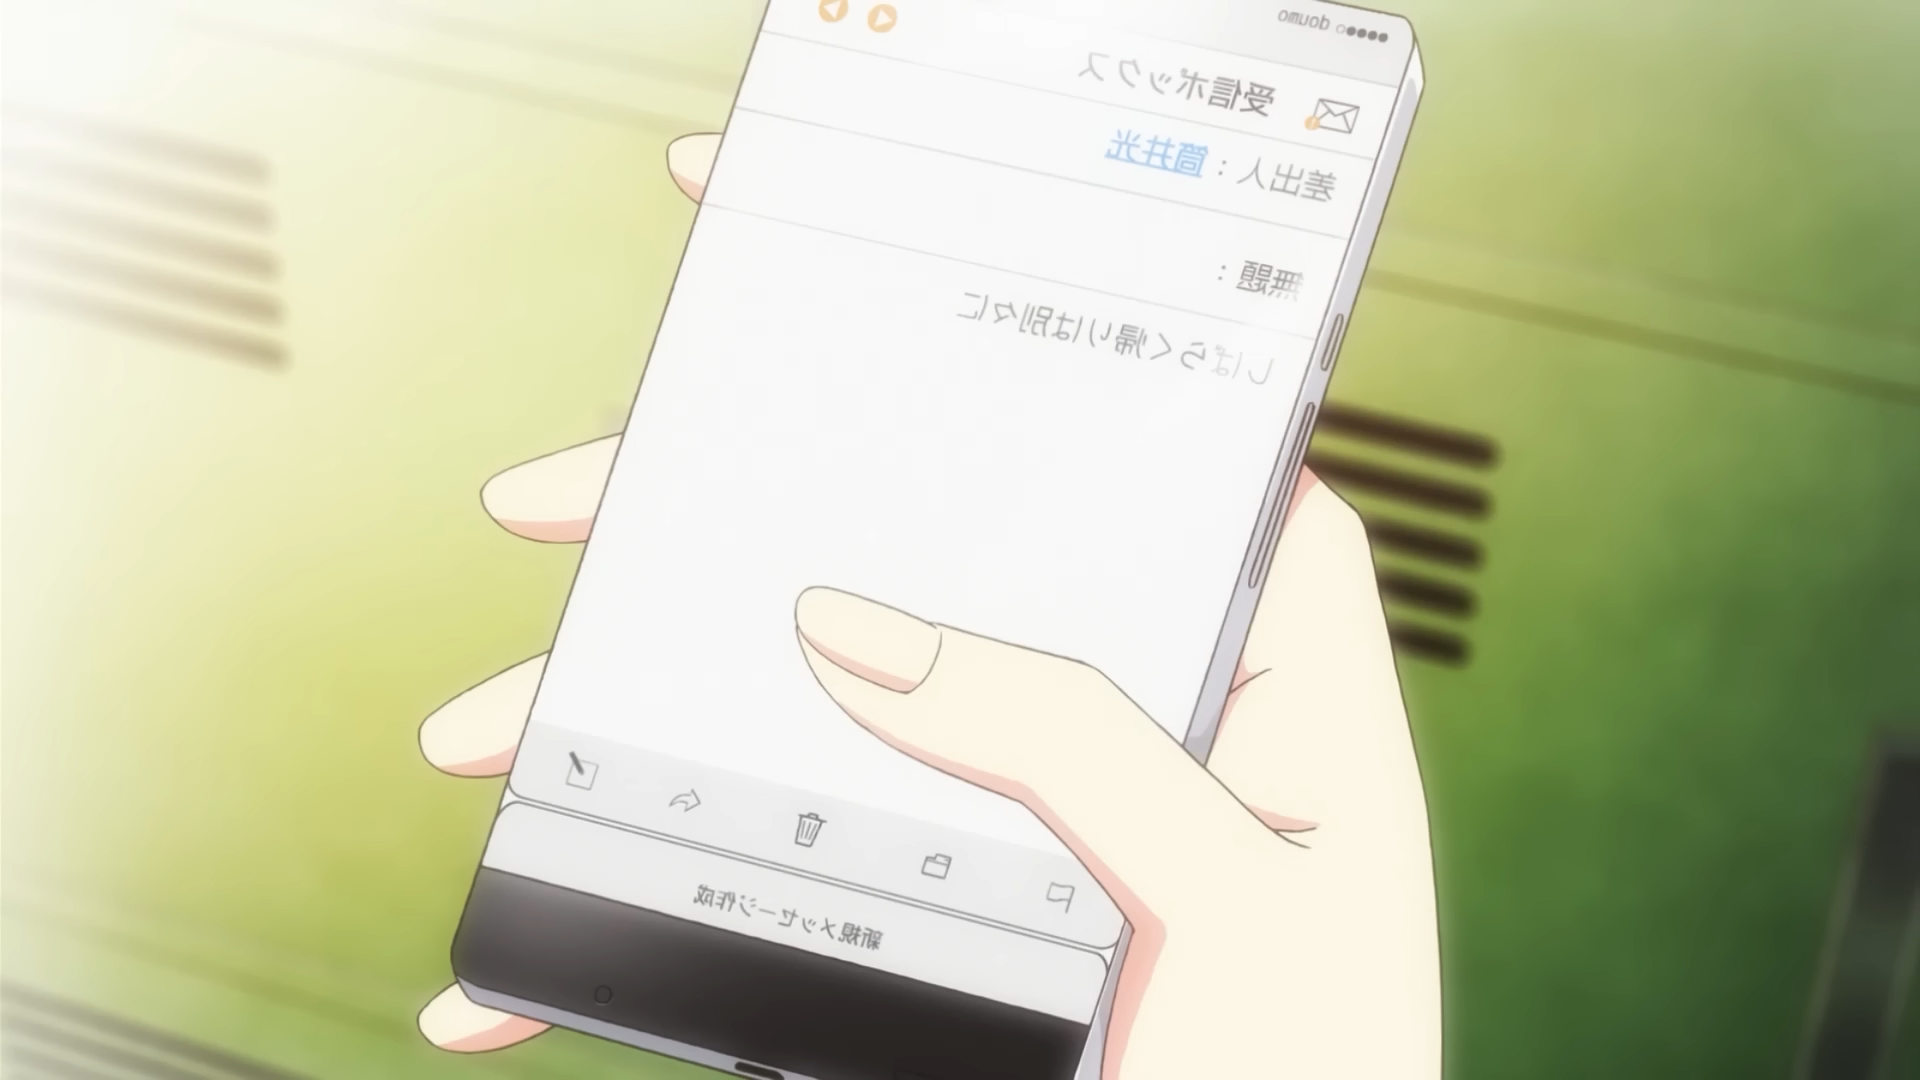 ●●●●○ doumo
受信ボックス
差出人：筒井光
無題：
しばらく帰りは別々に
新規メッセージ作成